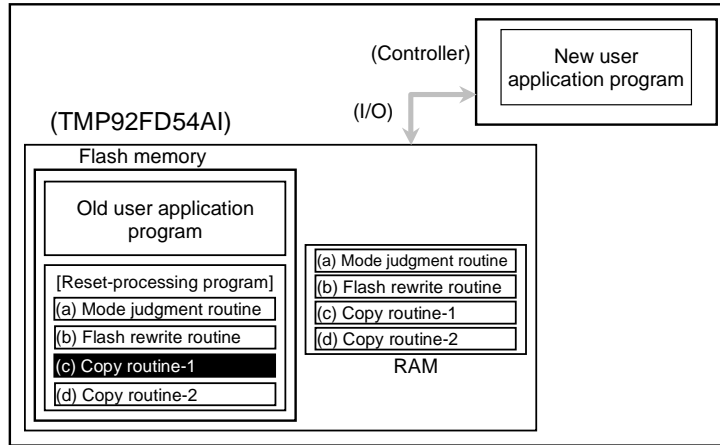 (Controller)
New user
application program
(I/O)
(TMP92FD54AI)
Flash memory
Old user application
program
[Reset-processing program]
(a) Mode judgment routine
(b) Flash rewrite routine
(c) Copy routine-1
(d) Copy routine-2
(a) Mode judgment routine
(b) Flash rewrite routine
(c) Copy routine-1
(d) Copy routine-2
RAM